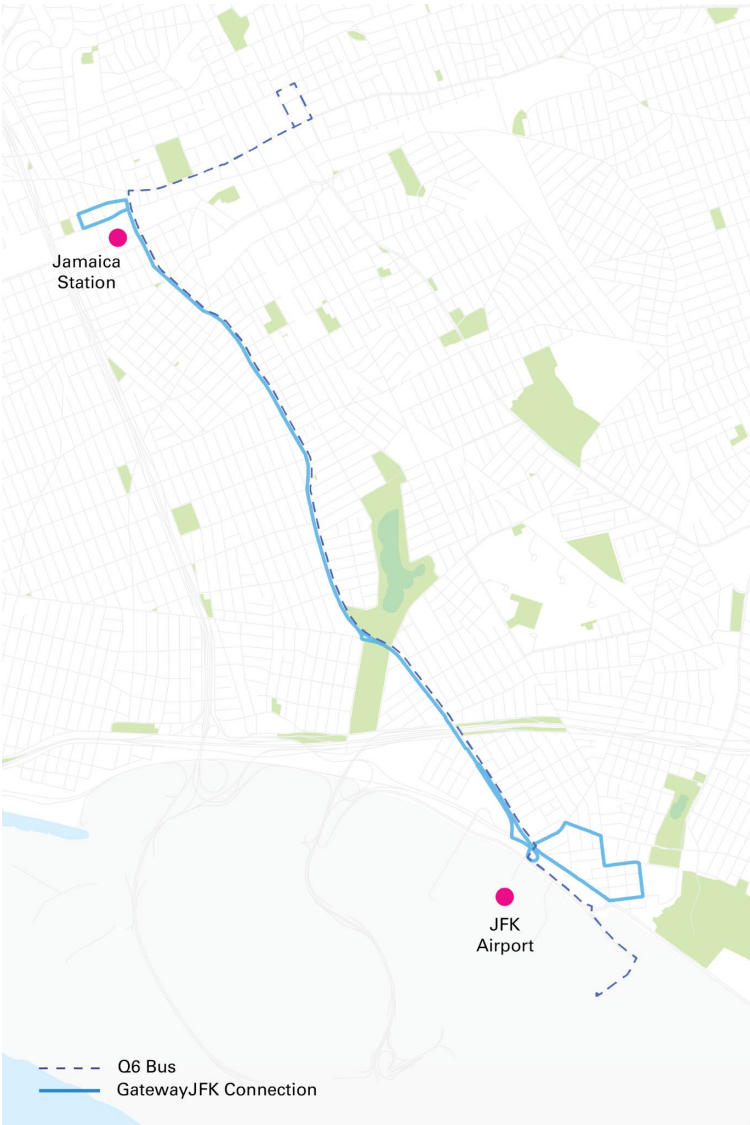 Jamaica
Station
JFK
Airport
Q6 Bus
GatewayJFK Connection